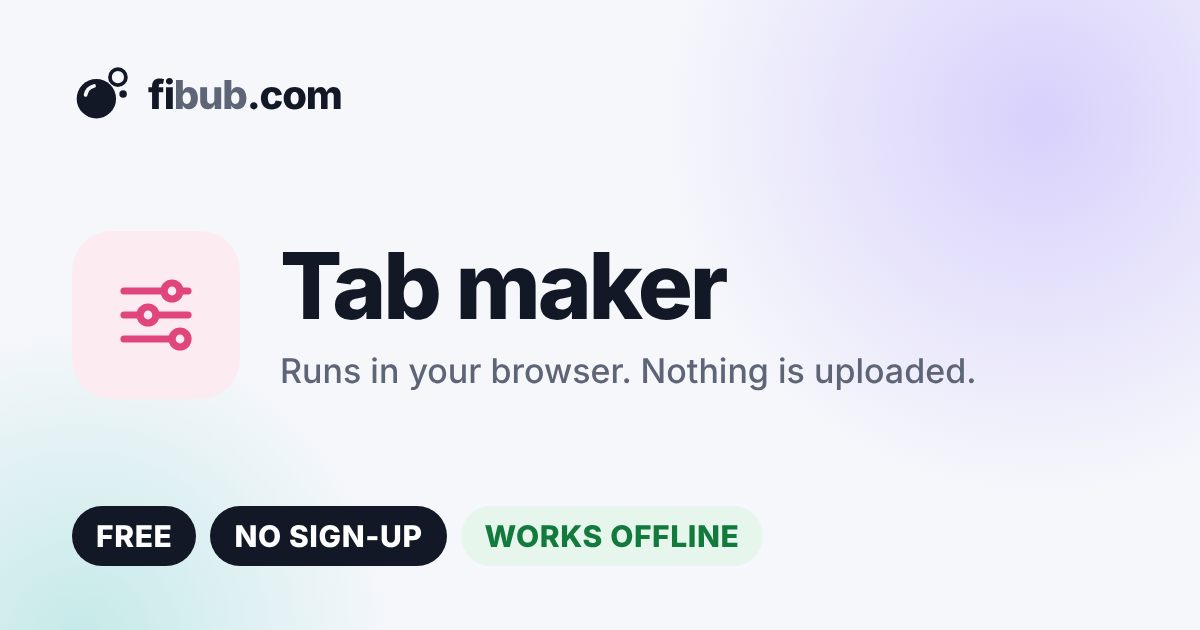 fibub.com
Tab maker
Runs in your browser. Nothing is uploaded.
FREE NO SIGN-UP WORKS OFFLINE